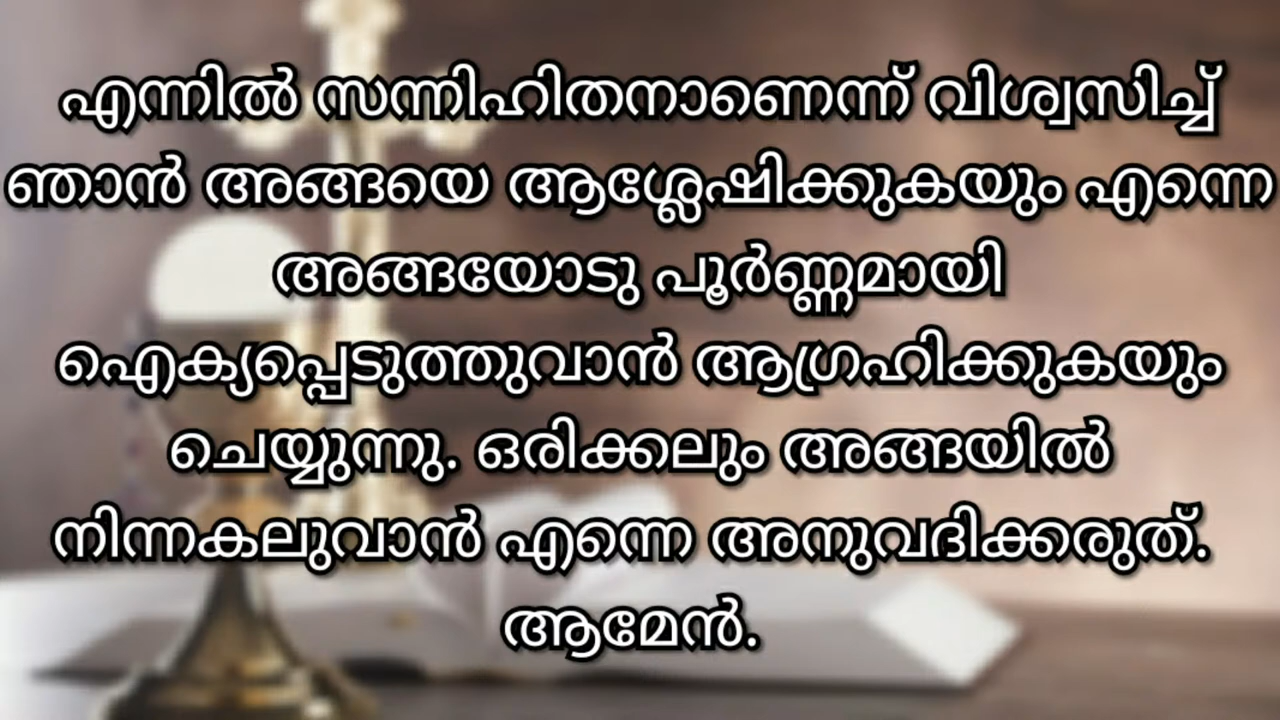 എന്നിൽ സന്നിഹിതനാണെന്ന് വിശ്വസിച്ച്
ഞാൻ അങ്ങയെ ആശ്ലേഷിക്കുകയും എന്നെ
അങ്ങയോടു പൂർണ്ണമായി
ഐക്യപ്പെടുത്തുവാൻ ആഗ്രഹിക്കുകയും
ചെയ്യുന്നു. ഒരിക്കലും അങ്ങയിൽ
നിന്നകലുവാൻ എന്നെ അനുവദിക്കരുത്.
ആമേൻ.